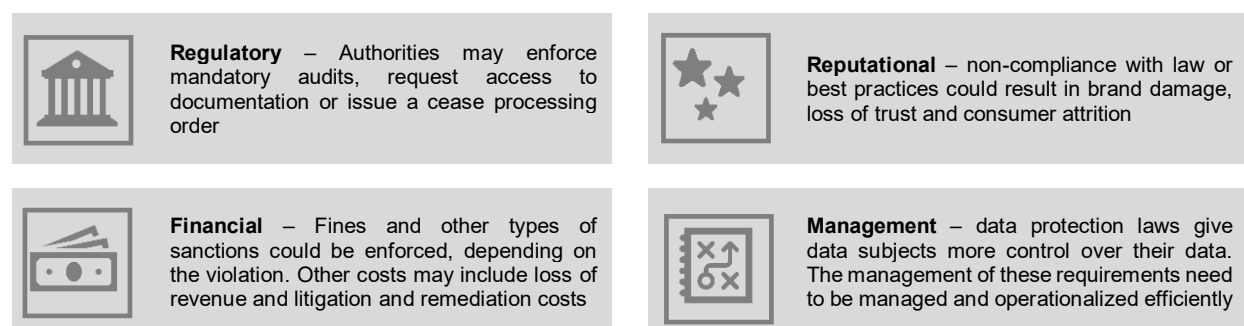 Regulatory – Authorities may enforce
mandatory audits, request access to
documentation or issue a cease processing
order
Reputational – non-compliance with law or
best practices could result in brand damage,
loss of trust and consumer attrition
Financial – Fines and other types of
sanctions could be enforced, depending on
the violation. Other costs may include loss of
revenue and litigation and remediation costs
Management – data protection laws give
data subjects more control over their data.
The management of these requirements need
to be managed and operationalized efficiently